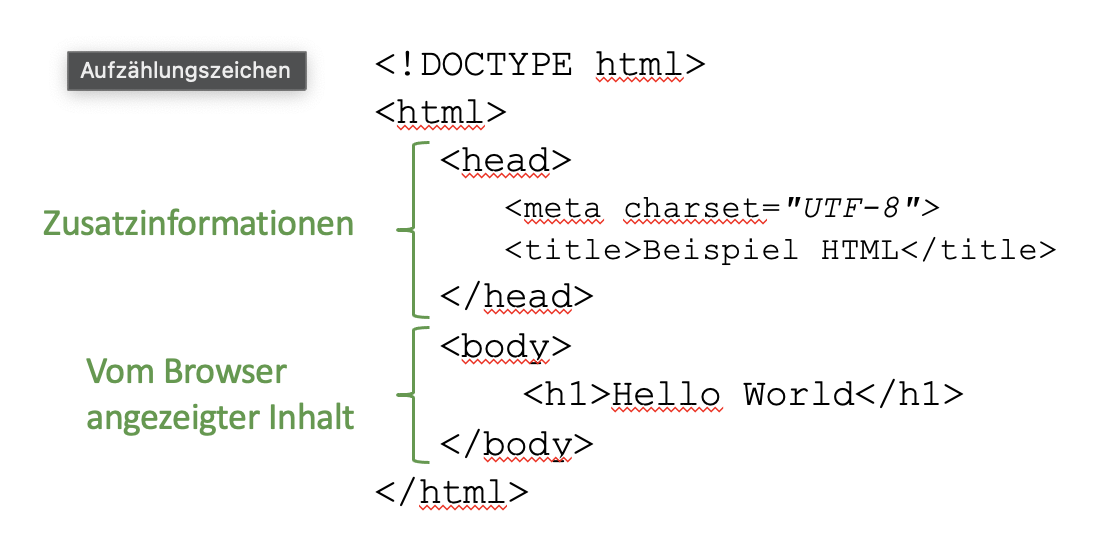 Aufzählungszeichen
<!DOCTYPE html>
<html>
<head>
<meta charset="UTF-8">
<title>Beispiel HTML</title>
</head>
Zusatzinformationen
<body>
<h1>Hello World</h1>
</body>
Vom Browser
angezeigter Inhalt
</html>